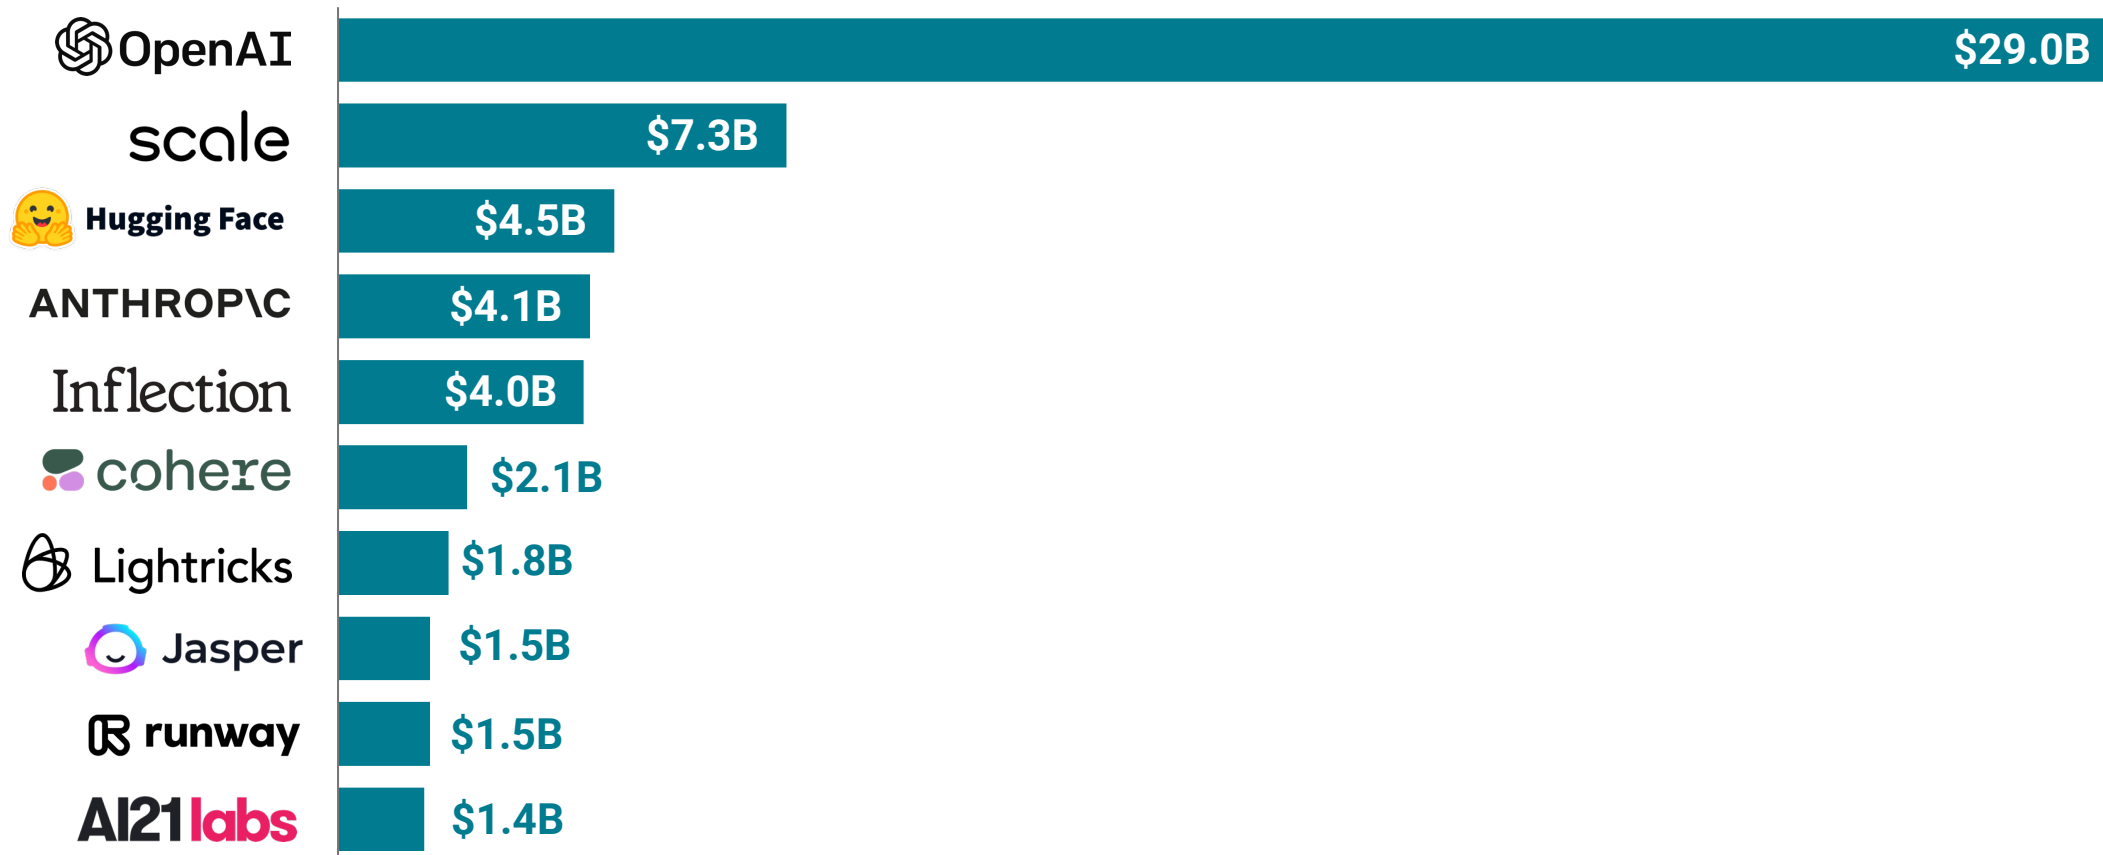 OpenAI $29.0B
scale $7.3B
Hugging Face $4.5B
ANTHROP\C $4.1B
Inflection $4.0B
cohere $2.1B
Lightricks $1.8B
Jasper $1.5B
runway $1.5B
AI21labs $1.4B